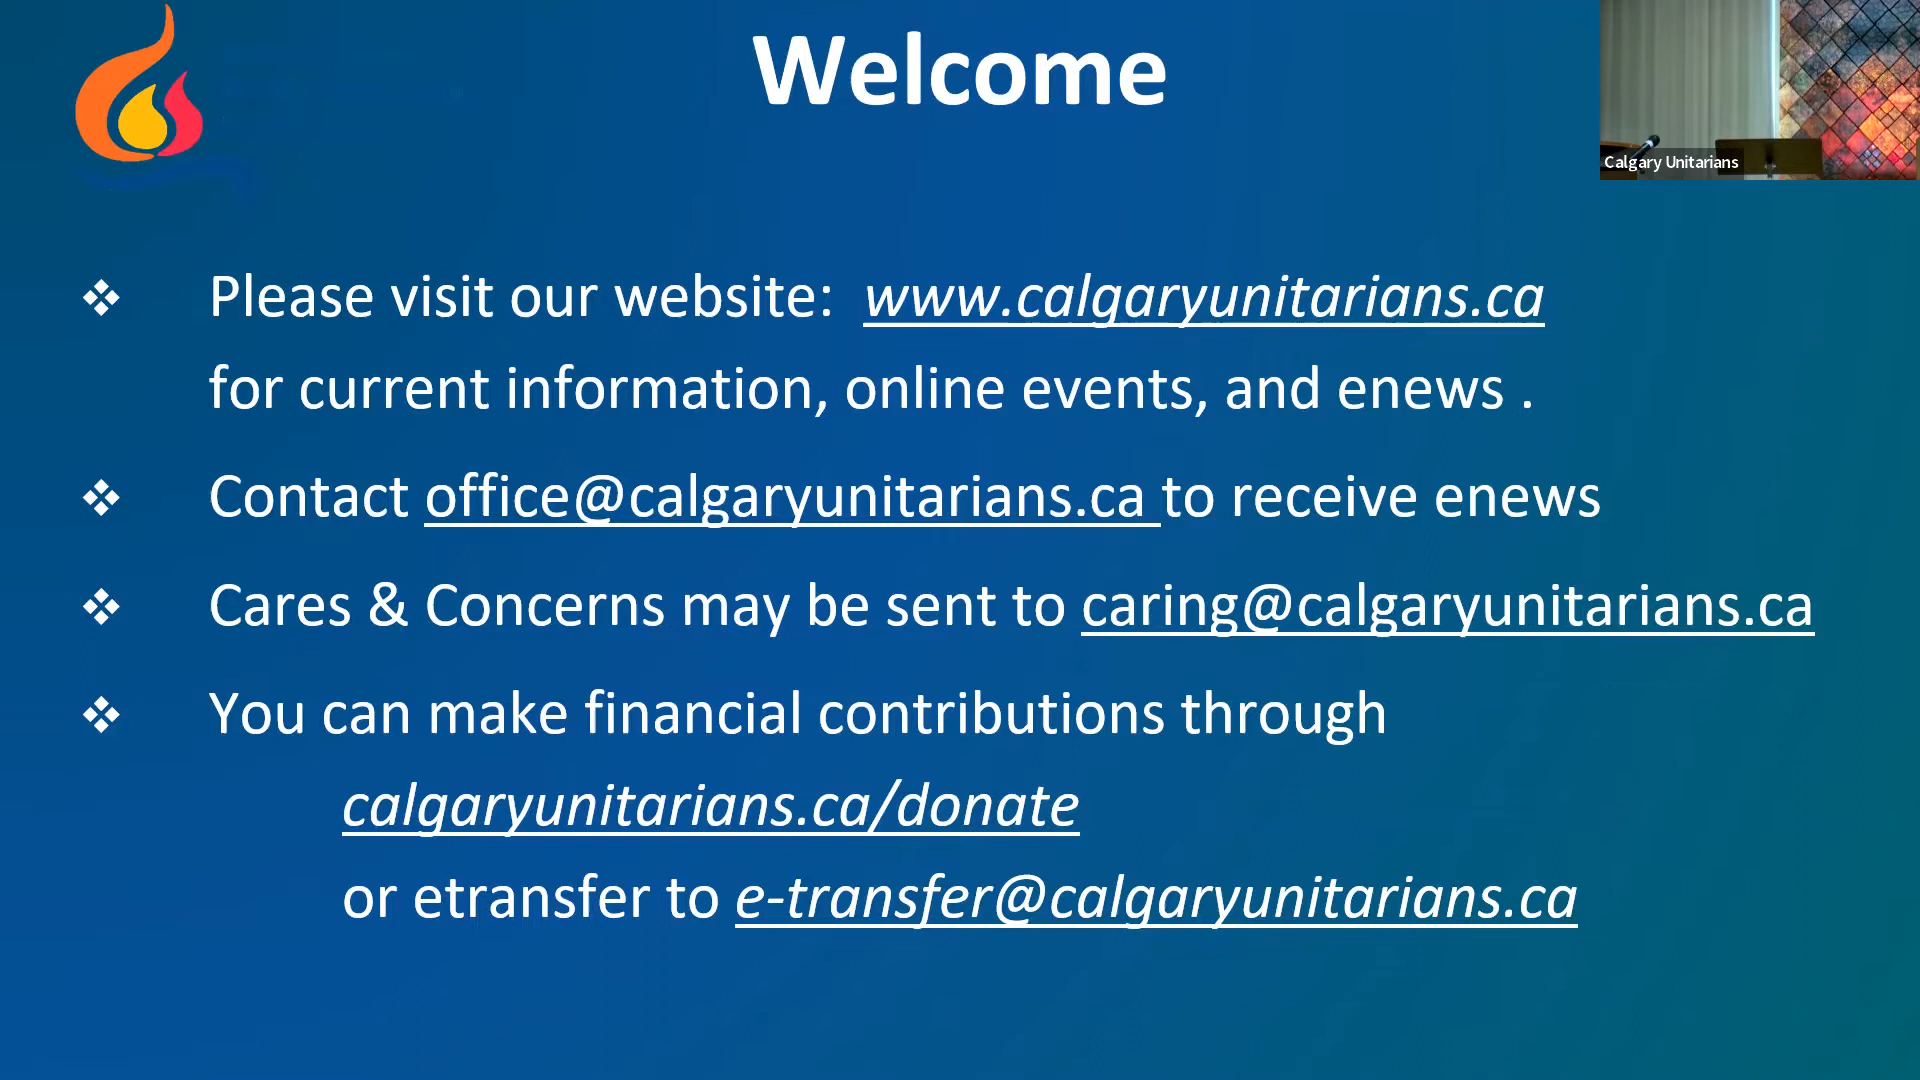 Welcome
Calgary Unitarians
❖ Please visit our website: www.calgaryunitarians.ca
for current information, online events, and enews .
❖ Contact office@calgaryunitarians.ca to receive enews
❖ Cares & Concerns may be sent to caring@calgaryunitarians.ca
❖ You can make financial contributions through
calgaryunitarians.ca/donate
or etransfer to e-transfer@calgaryunitarians.ca